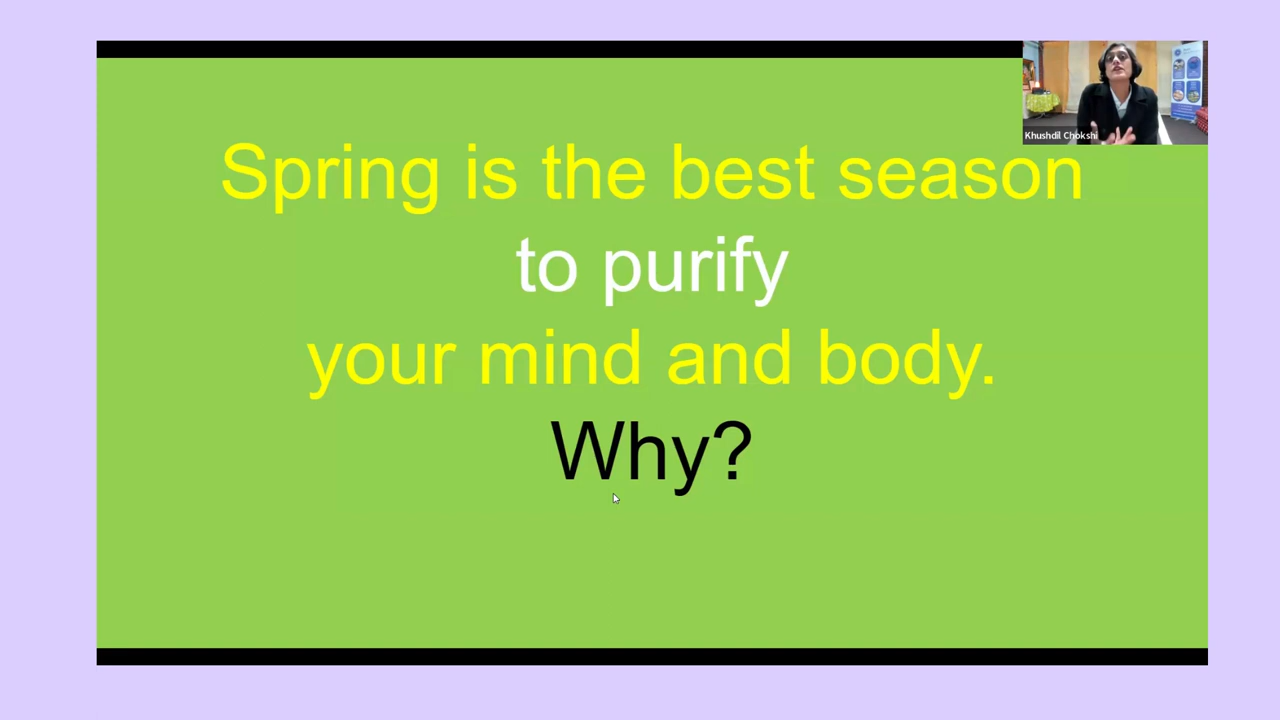 Spring is the best season
to purify
your mind and body.
Why?
Khushdil Chokshi